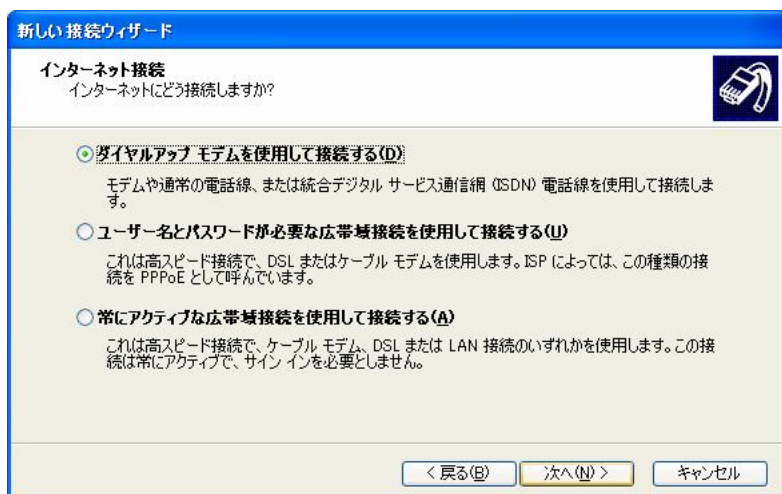 新しい接続ウィザード
インターネット接続
インターネットにどう接続しますか?
ダイヤルアップ モデムを使用して接続する(D)
モデムや通常の電話線、または統合デジタル サービス通信網 (ISDN) 電話線を使用して接続しま
す。
ユーザー名とパスワードが必要な広帯域接続を使用して接続する(U)
これは高スピード接続で、DSL またはケーブル モデムを使用します。ISP によっては、この種類の接
続を PPPoE として呼んでいます。
常にアクティブな広帯域接続を使用して接続する(A)
これは高スピード接続で、ケーブル モデム、DSL または LAN 接続のいずれかを使用します。この接
続は常にアクティブで、サイン インを必要としません。
< 戻る(B) 次へ(N) > キャンセル